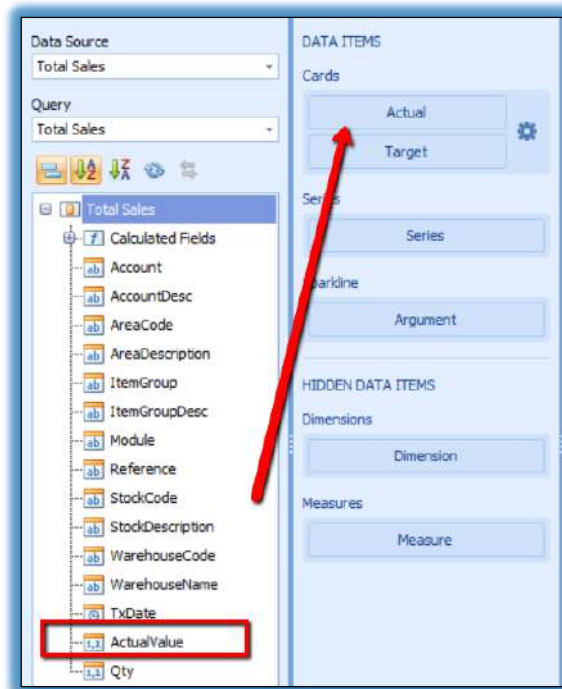 Data Source
Total Sales
Query
Total Sales
Total Sales
Calculated Fields
Account
AccountDesc
AreaCode
AreaDescription
ItemGroup
ItemGroupDesc
Module
Reference
StockCode
StockDescription
WarehouseCode
WarehouseName
TxDate
ActualValue
Qty
DATA ITEMS
Cards
Actual
Target
Series
Series
Sparkline
Argument
HIDDEN DATA ITEMS
Dimensions
Dimension
Measures
Measure